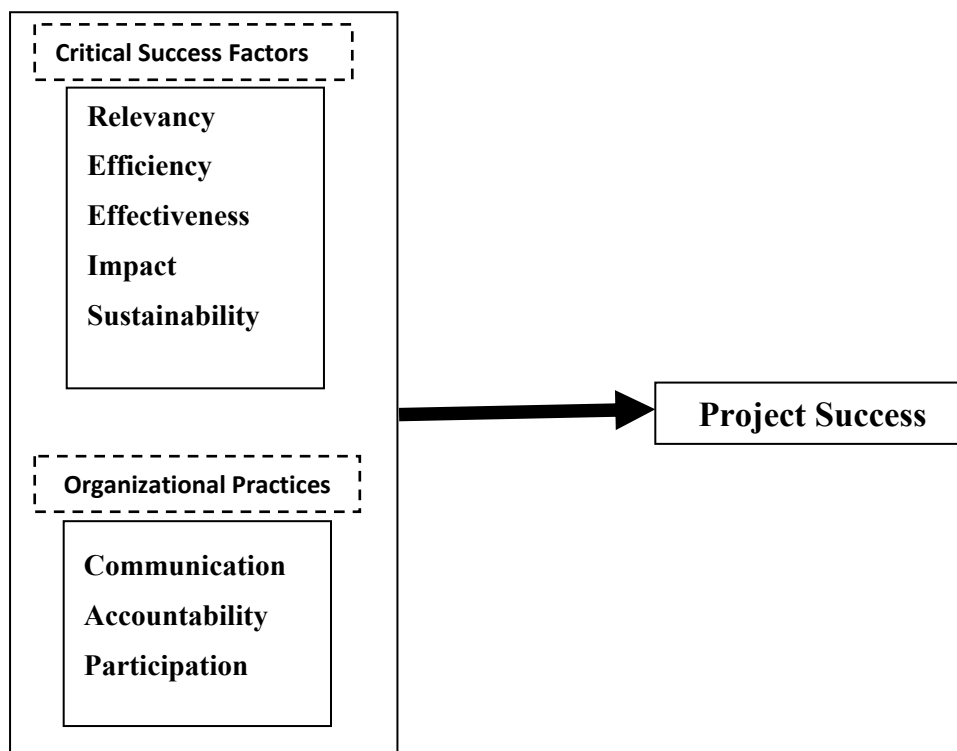 Critical Success Factors
Relevancy
Efficiency
Effectiveness
Impact
Sustainability
Project Success
Organizational Practices
Communication
Accountability
Participation